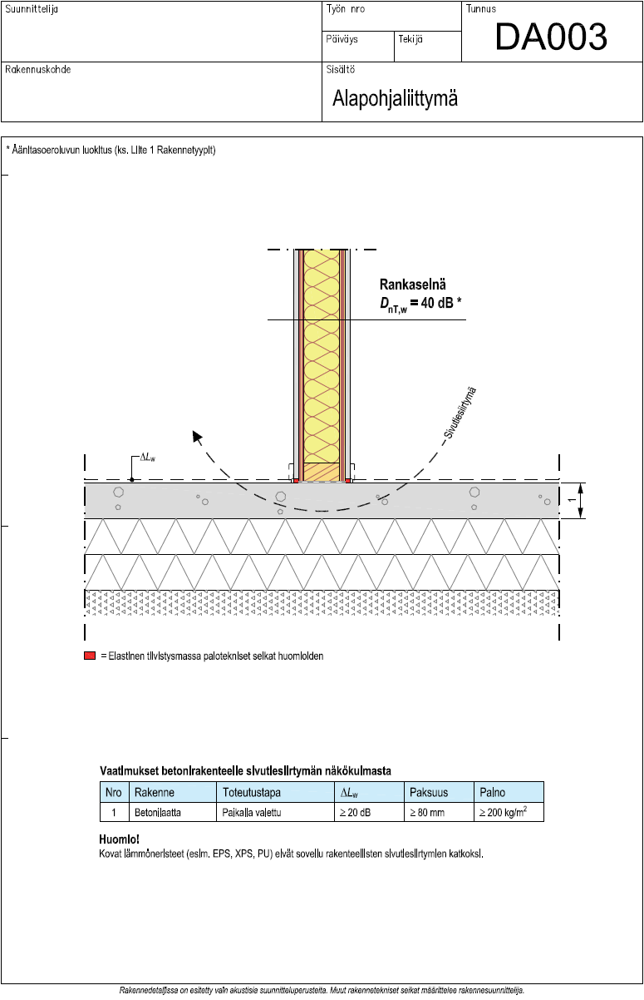 Suunnittelija
Työn nro
Tunnus
DA003
Päiväys
Tekijä
Rakennuskohde
Sisältö
Alapohjaliittymä
* Äänitasoeroluvun luokitus (ks. Liite 1 Rakennetyypit)
Rankaseinä
DnT,w = 40 dB *
Sivutiesiirtymä
ΔLw
1
= Elastinen tiivistysmassa palotekniset seikat huomioiden
Vaatimukset betonirakenteelle sivutiesiirtymän näkökulmasta
Nro Rakenne Toteutustapa ΔLw Paksuus Paino
1 Betonilaatta Paikalla valettu ≥ 20 dB ≥ 80 mm ≥ 200 kg/m²
Huomio!
Kovat lämmöneristeet (esim. EPS, XPS, PU) eivät sovellu rakenteellisten sivutiesiirtymien katkoksi.
Rakennedetaljissa on esitetty vain akustisia suunnitteluperusteita. Muut rakennetekniset seikat määrittelee rakennesuunnittelija.